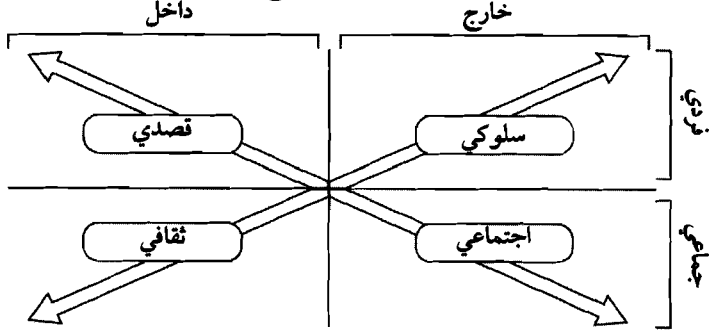 خارج داخل
فردي
سلوكي قصدي
جماعي
اجتماعي ثقافي